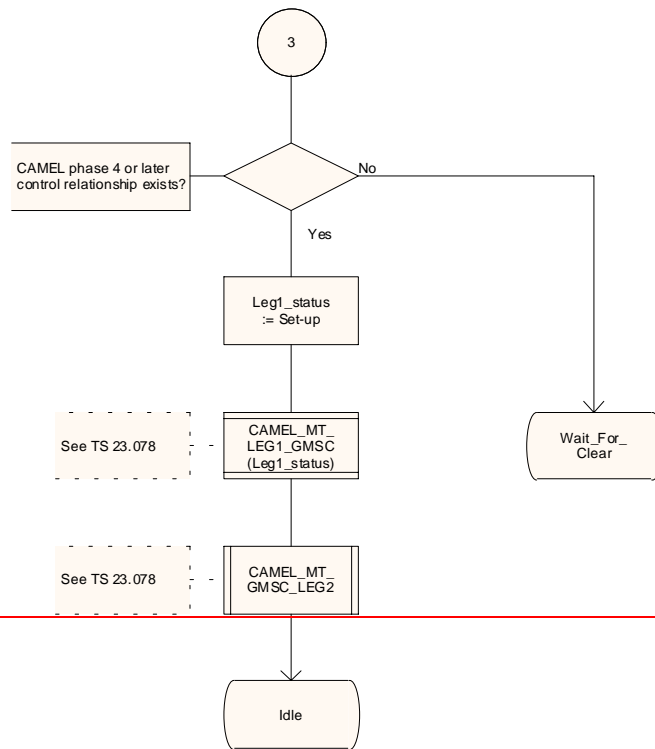 3
CAMEL phase 4 or later
control relationship exists?
No
Yes
Leg1_status
:= Set-up
See TS 23.078
CAMEL_MT_
LEG1_GMSC
(Leg1_status)
Wait_For_
Clear
See TS 23.078
CAMEL_MT_
GMSC_LEG2
Idle